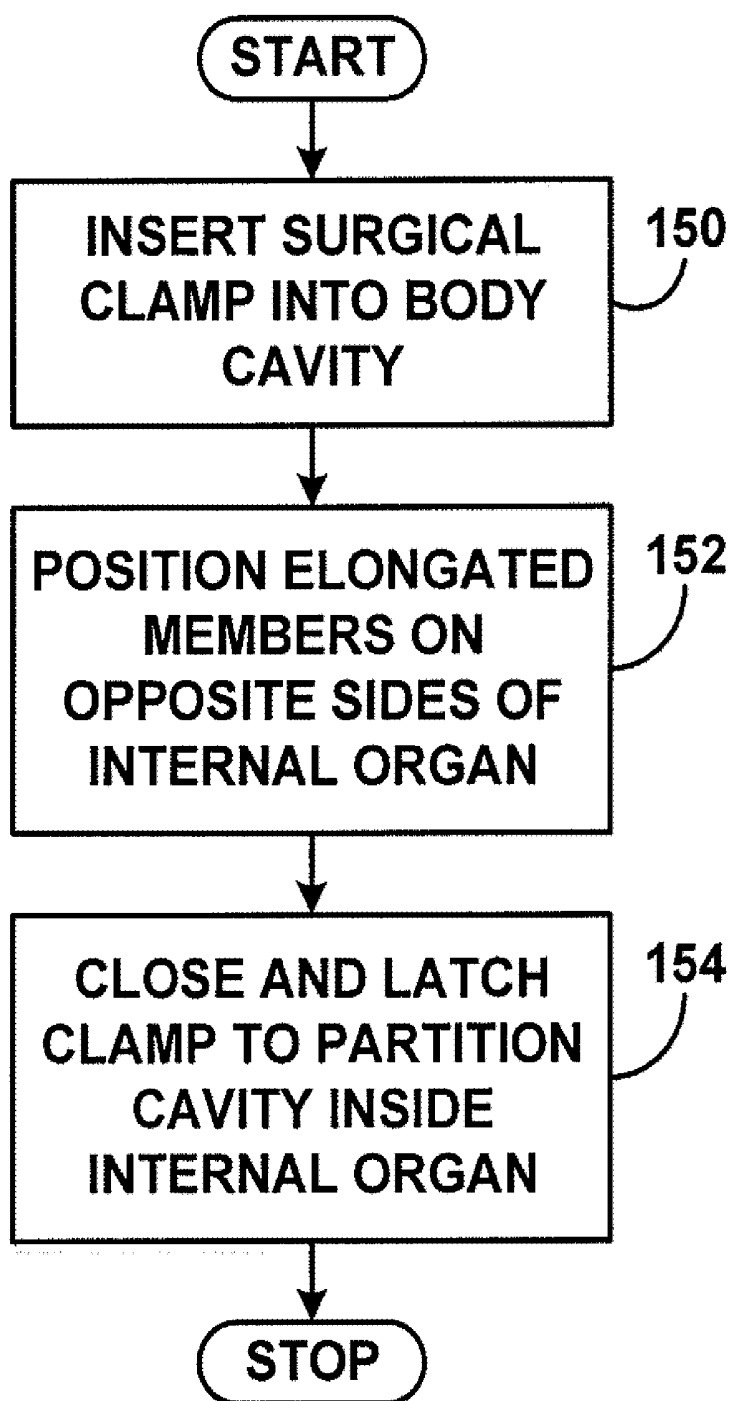 START
INSERT SURGICAL
CLAMP INTO BODY
CAVITY
150
POSITION ELONGATED
MEMBERS ON
OPPOSITE SIDES OF
INTERNAL ORGAN
152
CLOSE AND LATCH
CLAMP TO PARTITION
CAVITY INSIDE
INTERNAL ORGAN
154
STOP